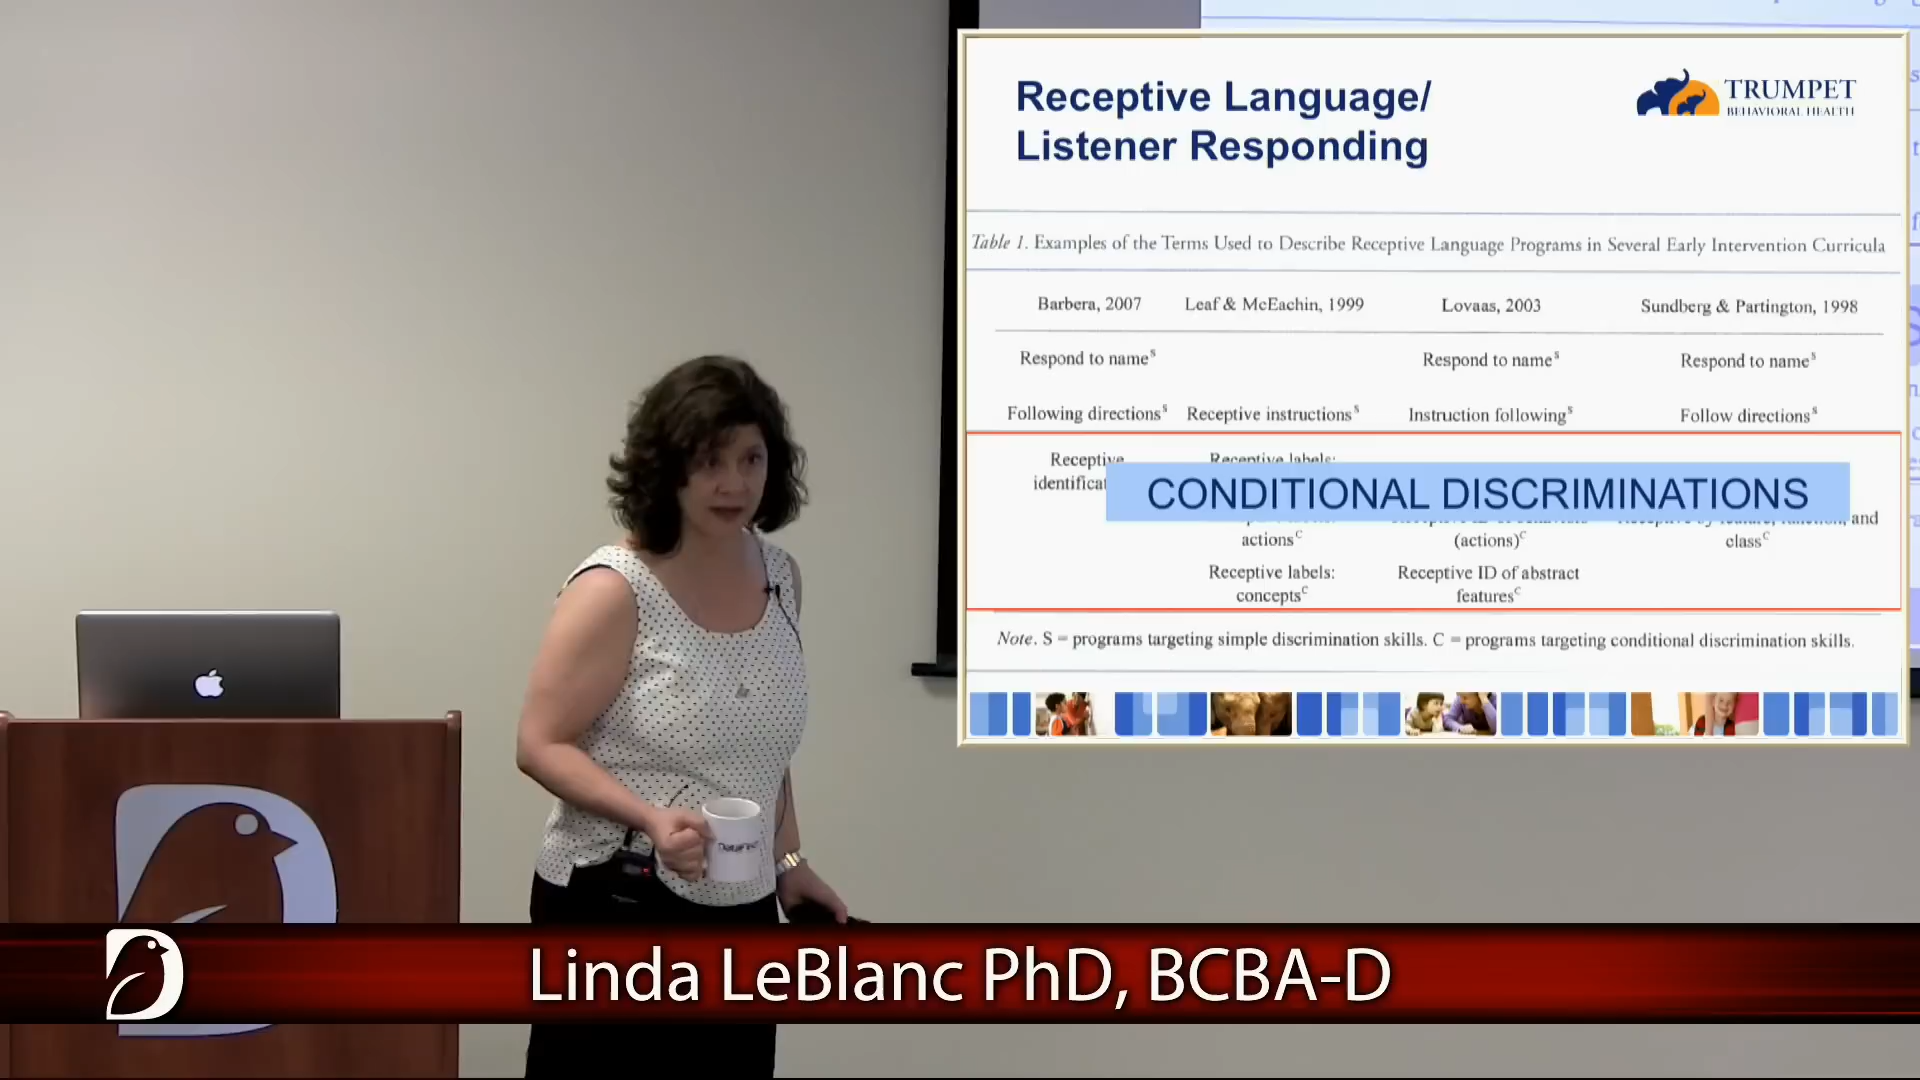 Receptive Language/
Listener Responding
TRUMPET
BEHAVIORAL HEALTH
Table 1. Examples of the Terms Used to Describe Receptive Language Programs in Several Early Intervention Curricula
Barbera, 2007 Leaf & McEachin, 1999 Lovaas, 2003 Sundberg & Partington, 1998
Respond to name^s Respond to name^s Respond to name^s
Following directions^s Receptive instructions^s Instruction following^s Follow directions^s
Receptive Receptive labels:
CONDITIONAL DISCRIMINATIONS
and
actions^C (actions)^C class^C
Receptive labels: Receptive ID of abstract
concepts^C features^C
Note. S = programs targeting simple discrimination skills. C = programs targeting conditional discrimination skills.
Linda LeBlanc PhD, BCBA-D